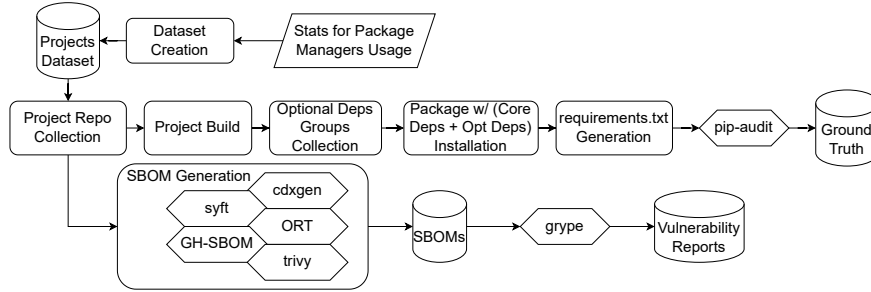 Projects
Dataset
Dataset
Creation
Stats for Package
Managers Usage
Project Repo
Collection
Project Build
Optional Deps
Groups
Collection
Package w/ (Core
Deps + Opt Deps)
Installation
requirements.txt
Generation
pip-audit
Ground
Truth
SBOM Generation
cdxgen
syft
ORT
GH-SBOM
trivy
SBOMs
grype
Vulnerability
Reports